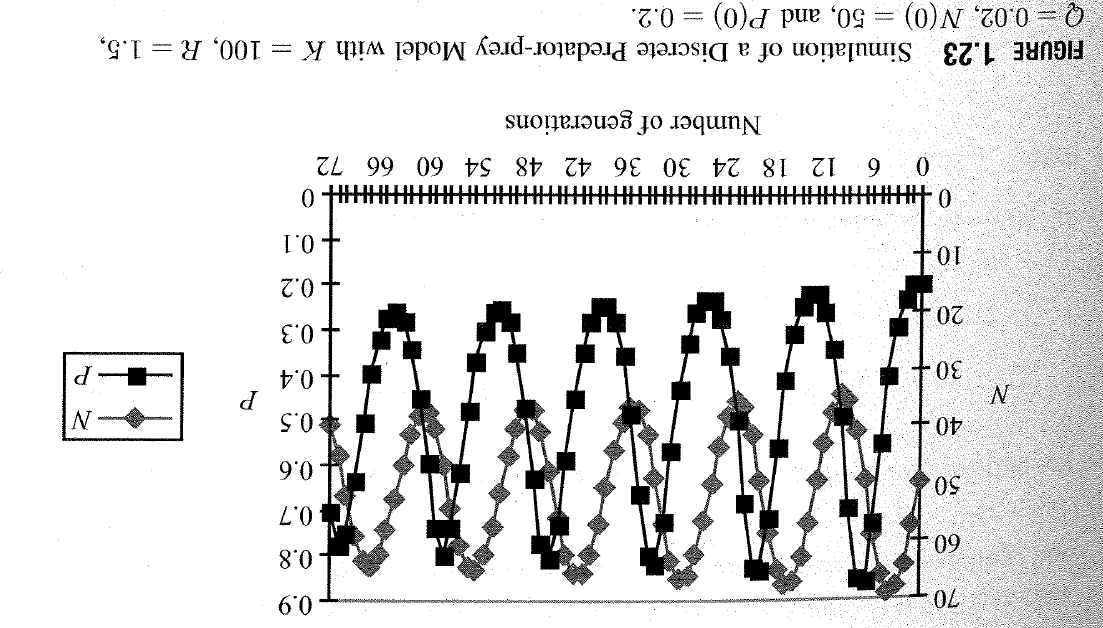 N
P
70
60
50
40
30
20
10
0
0.9
0.8
0.7
0.6
0.5
0.4
0.3
0.2
0.1
0
N
P
0 6 12 18 24 30 36 42 48 54 60 66 72
Number of generations
FIGURE 1.23 Simulation of a Discrete Predator-prey Model with K = 100, R = 1.5,
Q = 0.02, N(0) = 50, and P(0) = 0.2.